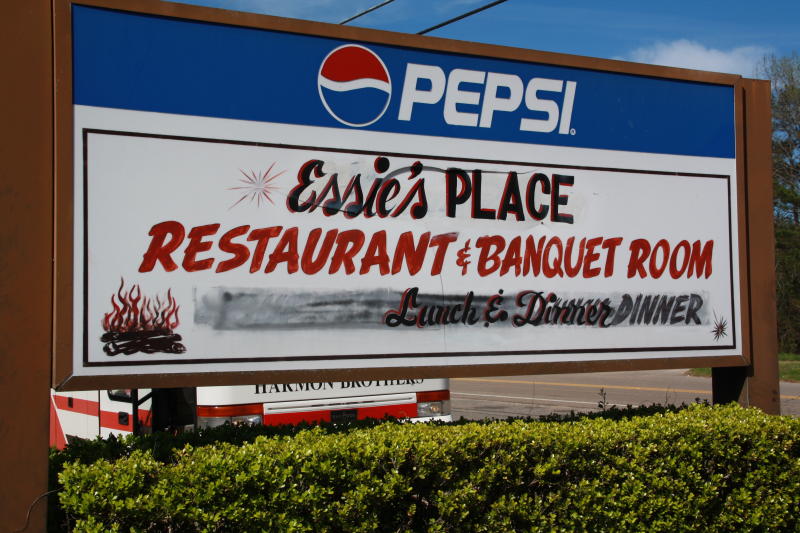 PEPSI
Essie's PLACE
RESTAURANT & BANQUET ROOM
Lunch & Dinner DINNER
HARMON BROTHERS